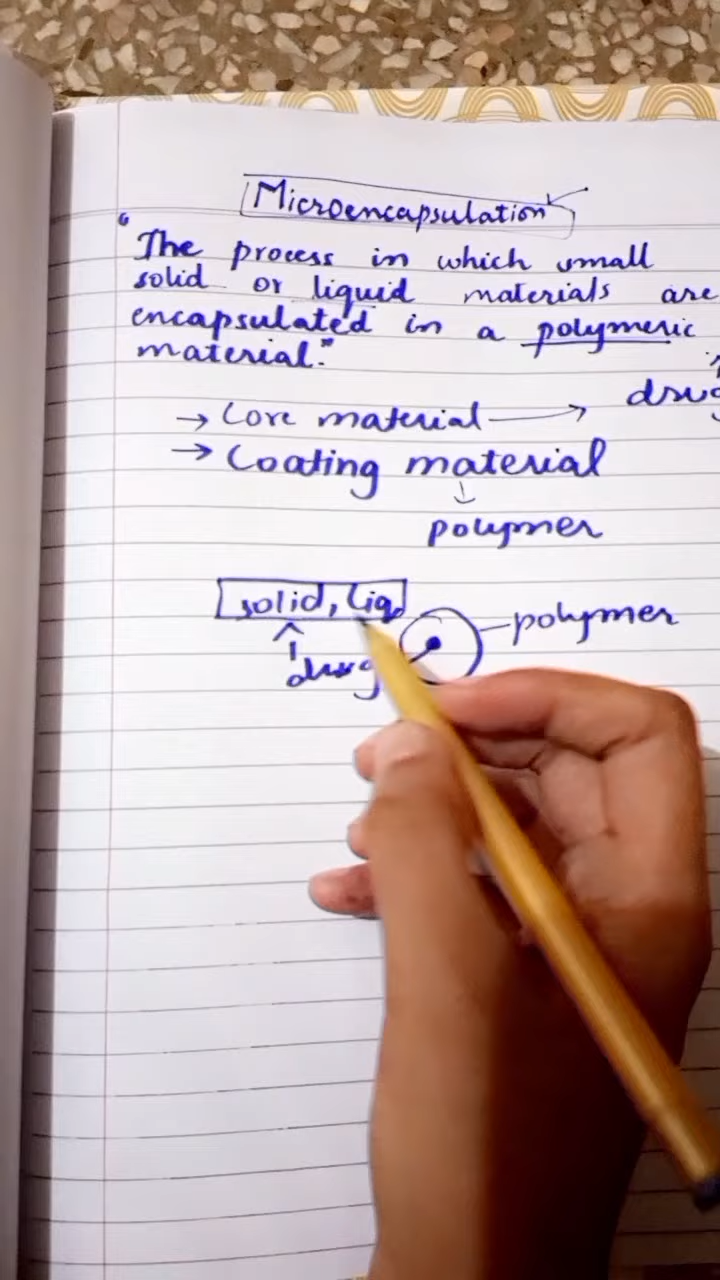 Microencapsulation
"The process in which small
solid or liquid materials are
encapsulated in a polymeric
material."
→ Core material → drug
→ Coating material
↓
polymer
solid, liq
polymer
drug